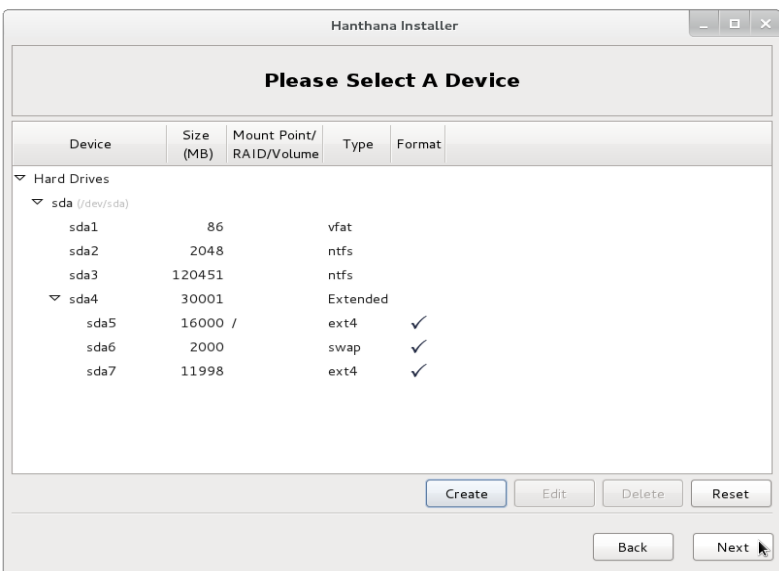 Hanthana Installer
Please Select A Device
Device Size (MB) Mount Point/ RAID/Volume Type Format
Hard Drives
sda (/dev/sda)
sda1 86 vfat
sda2 2048 ntfs
sda3 120451 ntfs
sda4 30001 Extended
sda5 16000 / ext4 ✓
sda6 2000 swap ✓
sda7 11998 ext4 ✓
Create Edit Delete Reset
Back Next